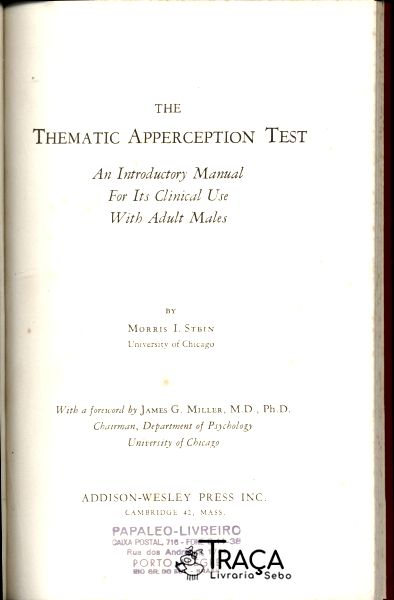 THE
THEMATIC APPERCEPTION TEST
An Introductory Manual
For Its Clinical Use
With Adult Males
BY
MORRIS I. STEIN
University of Chicago
With a foreword by JAMES G. MILLER, M.D., Ph.D.
Chairman, Department of Psychology
University of Chicago
ADDISON-WESLEY PRESS INC.
CAMBRIDGE 42, MASS.
PAPALEO-LIVREIRO
CAIXA POSTAL, 716 -
Rua dos
PORTO
TRAÇA
Livraria Sebo